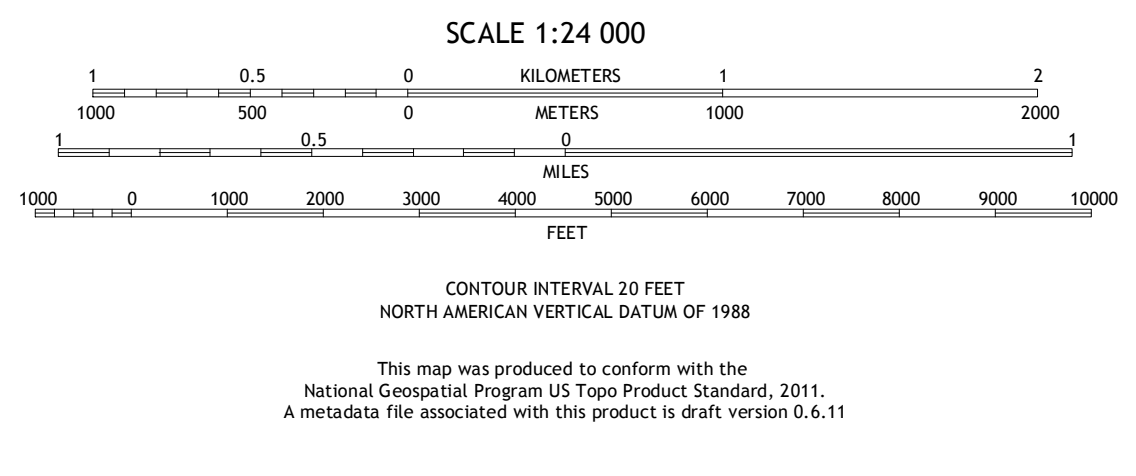 SCALE 1:24 000
1 0.5 0 KILOMETERS 1 2
1000 500 0 METERS 1000 2000
1 0.5 0 1
MILES
1000 0 1000 2000 3000 4000 5000 6000 7000 8000 9000 10000
FEET
CONTOUR INTERVAL 20 FEET
NORTH AMERICAN VERTICAL DATUM OF 1988
This map was produced to conform with the
National Geospatial Program US Topo Product Standard, 2011.
A metadata file associated with this product is draft version 0.6.11